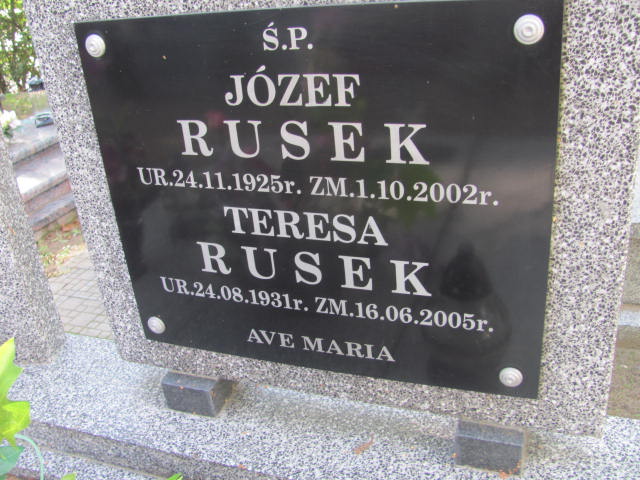 Ś.P.
JÓZEF
RUSEK
UR.24.11.1925r. ZM.1.10.2002r.
TERESA
RUSEK
UR.24.08.1931r. ZM.16.06.2005r.
AVE MARIA